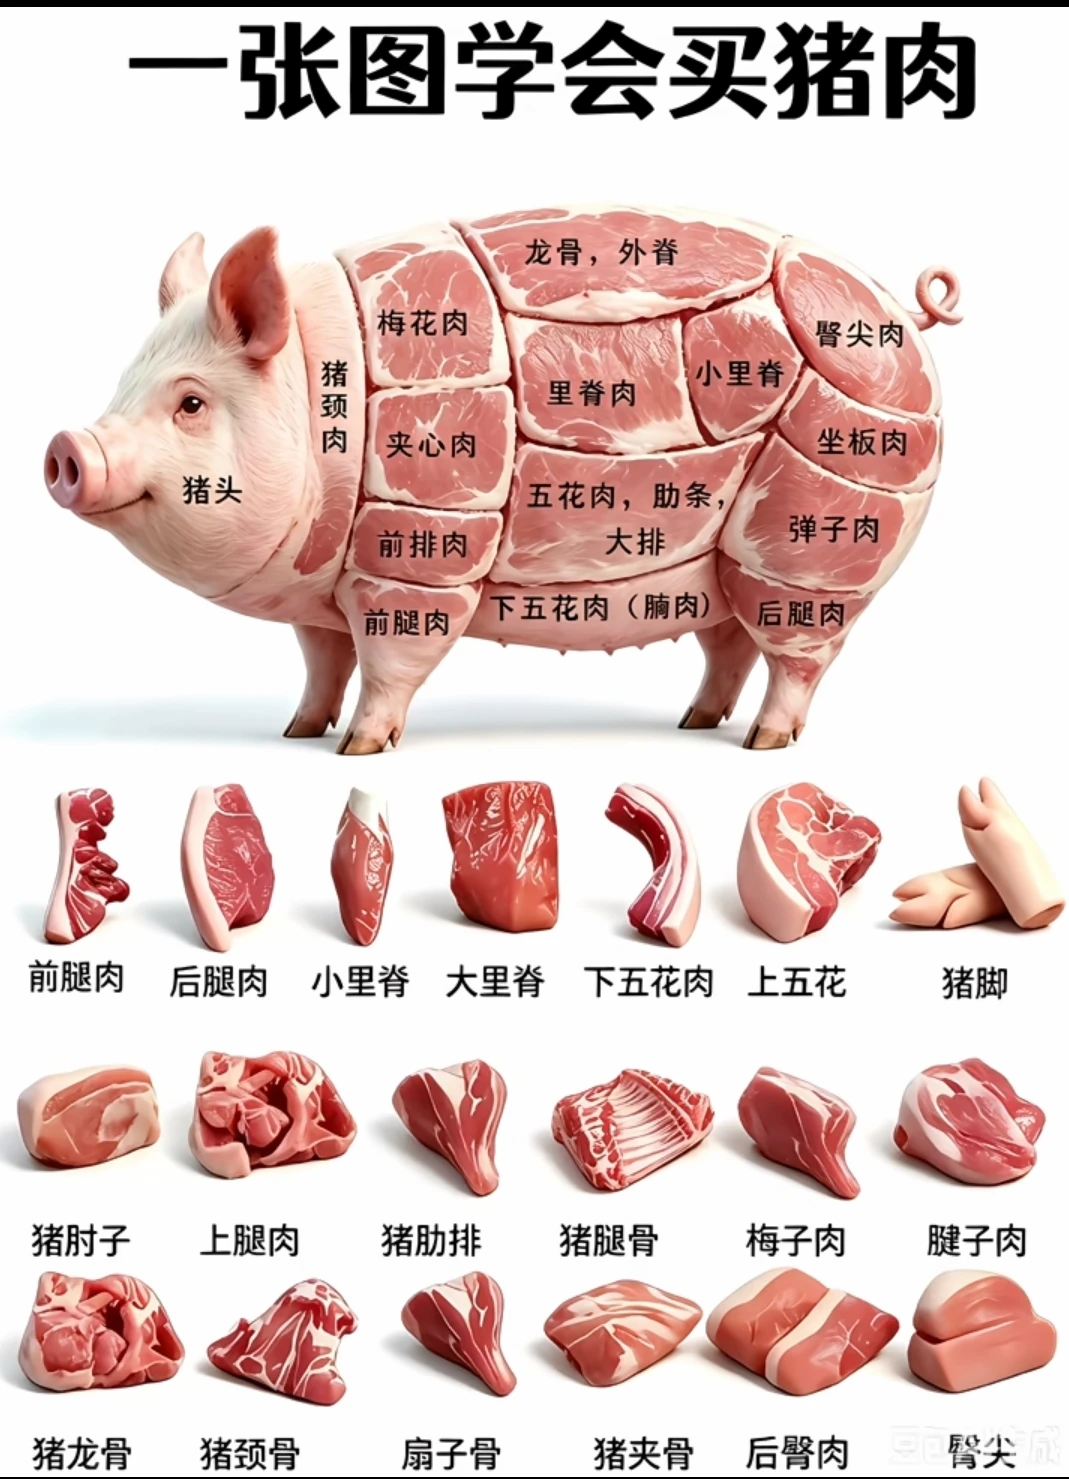 一张图学会买猪肉
龙骨，外脊
梅花肉
臀尖肉
猪颈肉
里脊肉
小里脊
夹心肉
坐板肉
猪头
五花肉，肋条，
大排
前排肉
弹子肉
前腿肉
下五花肉（腩肉）
后腿肉
前腿肉 后腿肉 小里脊 大里脊 下五花肉 上五花 猪脚
猪肘子 上腿肉 猪肋排 猪腿骨 梅子肉 腱子肉
猪龙骨 猪颈骨 扇子骨 猪夹骨 后臀肉 臀尖